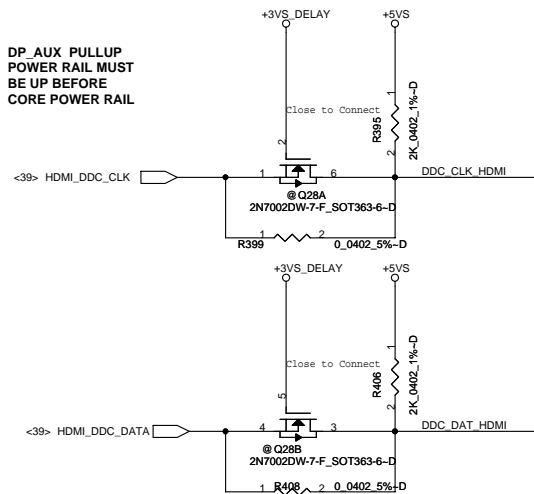 +3VS_DELAY
+5VS
DP_AUX PULLUP
POWER RAIL MUST
BE UP BEFORE
CORE POWER RAIL
Close to Connect
1
2
R395
2K_0402_1%~D
2
<39> HDMI_DDC_CLK
1
6
DDC_CLK_HDMI
@Q28A
2N7002DW-7-F_SOT363-6~D
1
2
R399
0_0402_5%~D
+3VS_DELAY
+5VS
Close to Connect
1
5
R406
2K_0402_1%~D
2
<39> HDMI_DDC_DATA
4
3
DDC_DAT_HDMI
@Q28B
2N7002DW-7-F_SOT363-6~D
R408
0_0402_5%~D
1
2